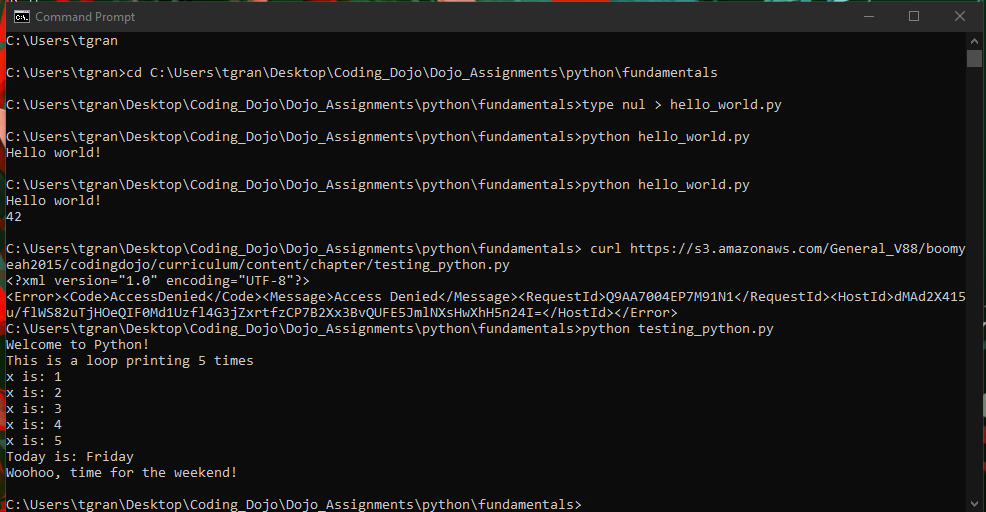 Command Prompt
C:\Users\tgran
C:\Users\tgran>cd C:\Users\tgran\Desktop\Coding_Dojo\Dojo_Assignments\python\fundamentals
C:\Users\tgran\Desktop\Coding_Dojo\Dojo_Assignments\python\fundamentals>type nul > hello_world.py
C:\Users\tgran\Desktop\Coding_Dojo\Dojo_Assignments\python\fundamentals>python hello_world.py
Hello world!
C:\Users\tgran\Desktop\Coding_Dojo\Dojo_Assignments\python\fundamentals>python hello_world.py
Hello world!
42
C:\Users\tgran\Desktop\Coding_Dojo\Dojo_Assignments\python\fundamentals> curl https://s3.amazonaws.com/General_V88/boomy
eah2015/codingdojo/curriculum/content/chapter/testing_python.py
<?xml version="1.0" encoding="UTF-8"?>
<Error><Code>AccessDenied</Code><Message>Access Denied</Message><RequestId>Q9AA7004EP7M91N1</RequestId><HostId>dMAd2X415
u/flWS82uTjHOeQIF0Md1Uzfl4G3jZxrtfzCP7B2Xx3BvQUFE5JmlNXsHwXhH5n24I=</HostId></Error>
C:\Users\tgran\Desktop\Coding_Dojo\Dojo_Assignments\python\fundamentals>python testing_python.py
Welcome to Python!
This is a loop printing 5 times
x is: 1
x is: 2
x is: 3
x is: 4
x is: 5
Today is: Friday
Woohoo, time for the weekend!
C:\Users\tgran\Desktop\Coding_Dojo\Dojo_Assignments\python\fundamentals>